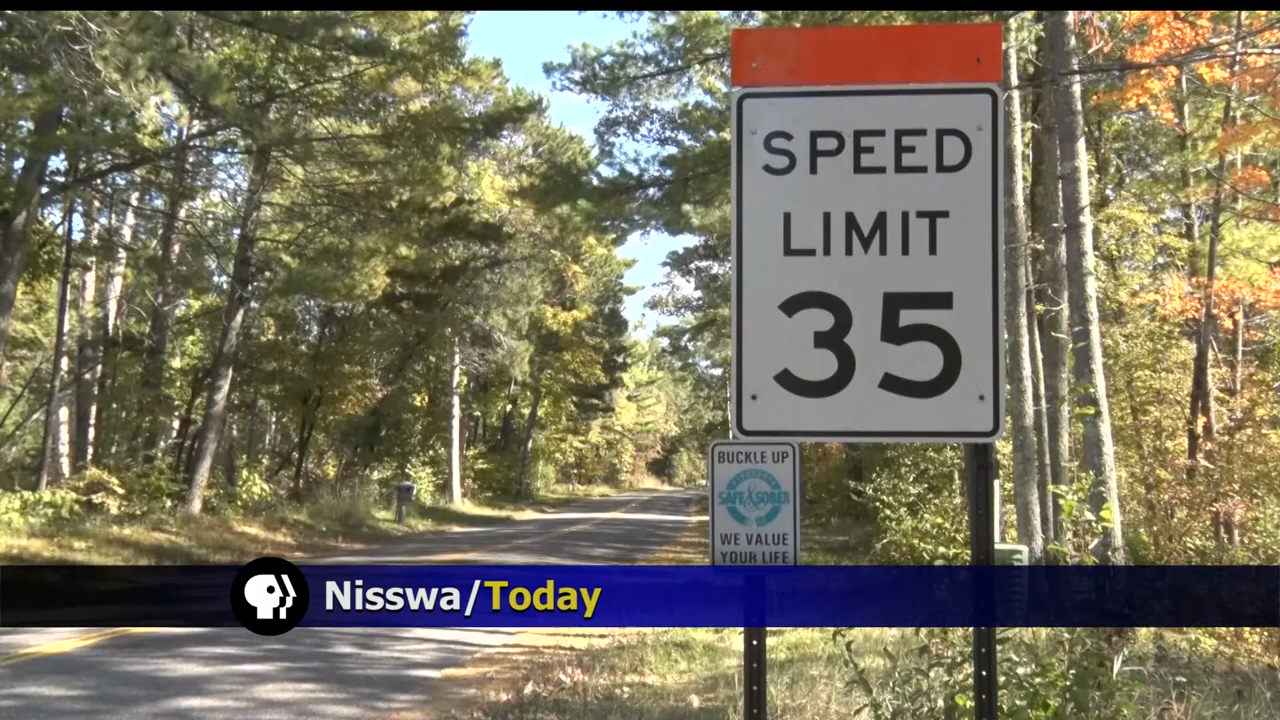 SPEED
LIMIT
35
BUCKLE UP
SAFE & SOBER
WE VALUE
YOUR LIFE
Nisswa/Today